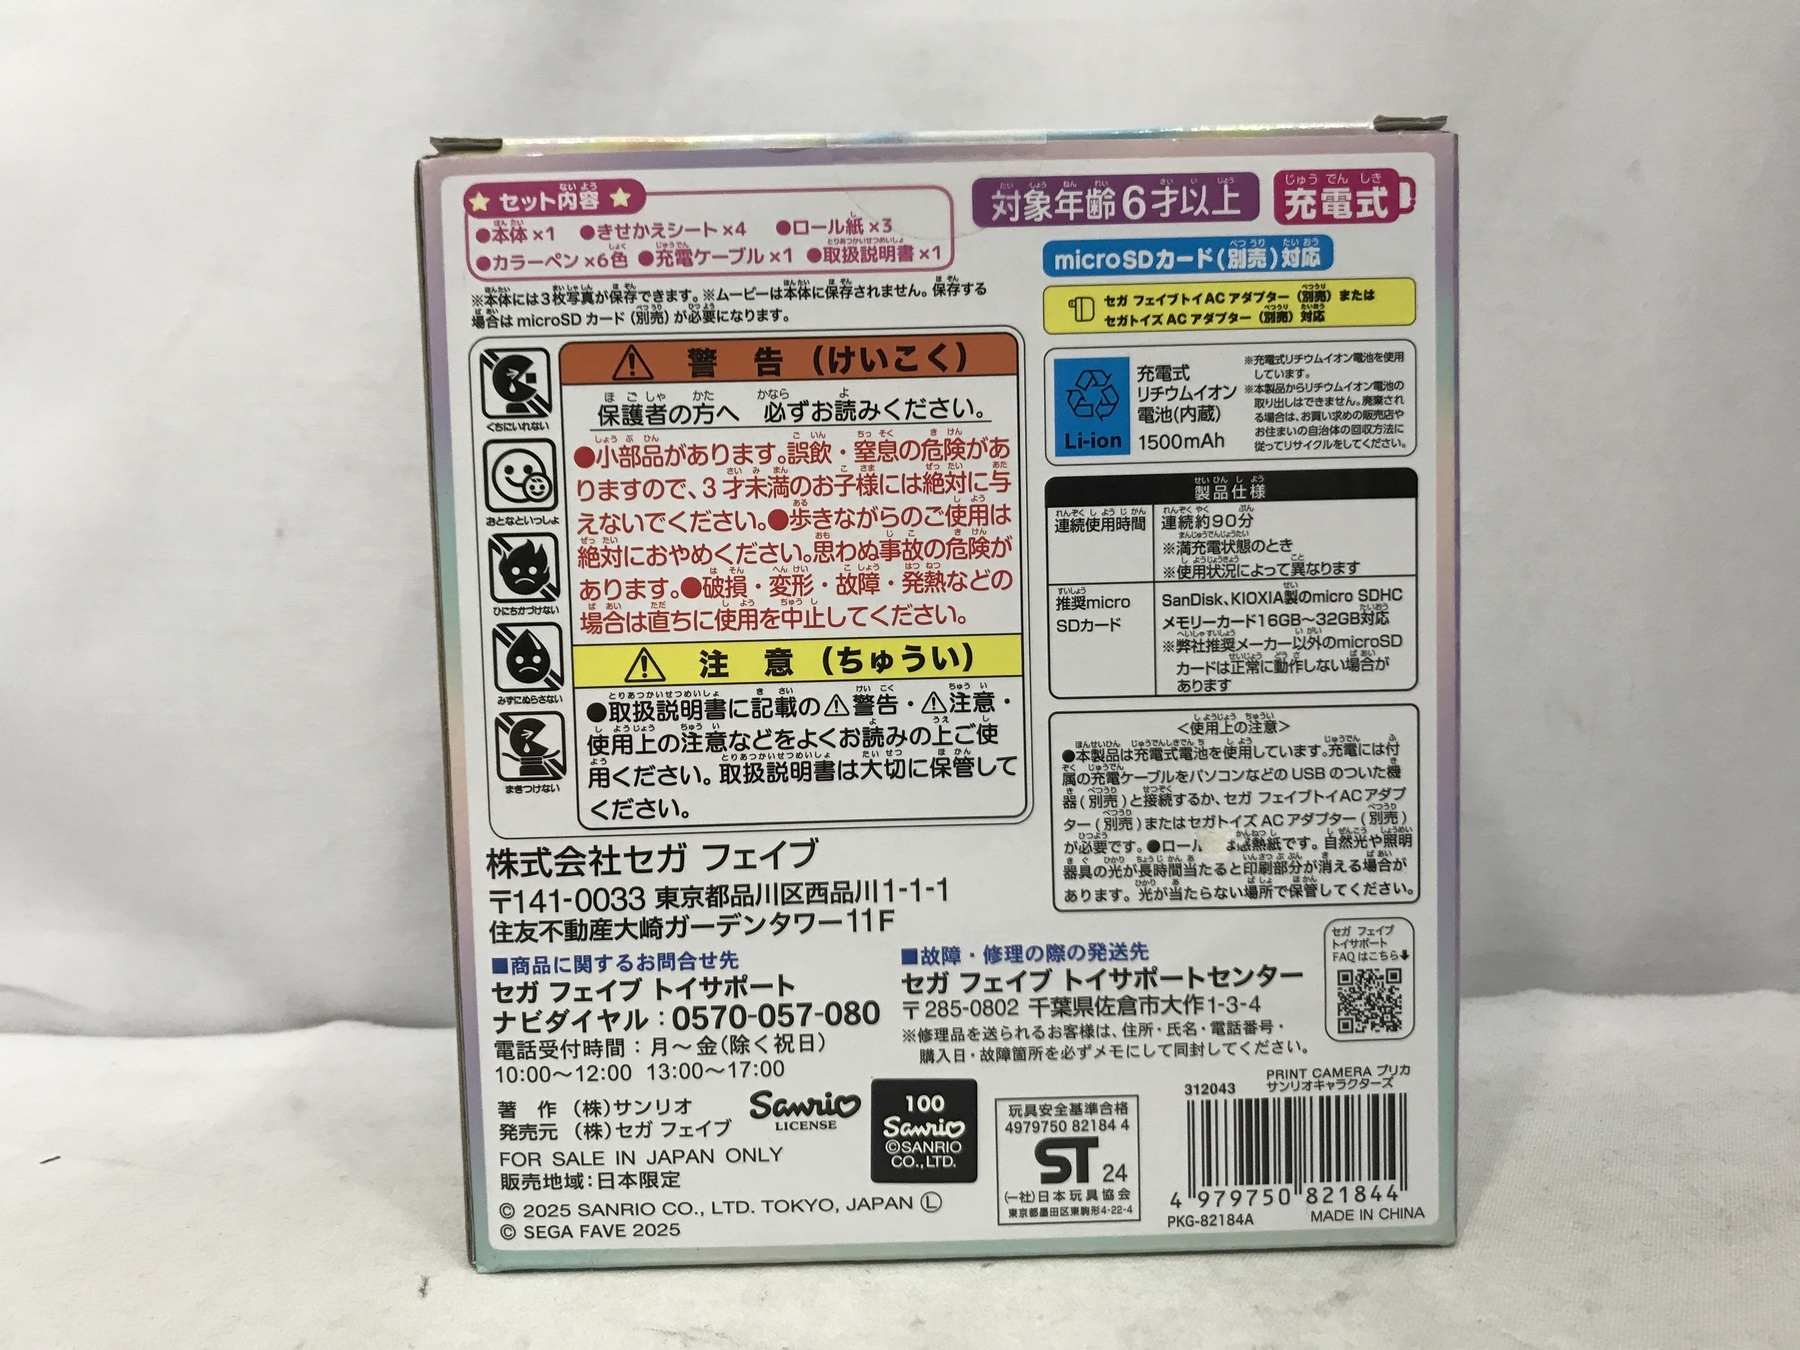 セット内容
●本体×1 ●きせかえシート×4 ●ロール紙×3
●カラーペン×6色 ●充電ケーブル×1 ●取扱説明書×1
※本体には3枚写真が保存できます。※ムービーは本体に保存されません。保存する
場合はmicroSDカード(別売)が必要になります。
対象年齢6才以上
充電式
microSDカード(別売)対応
セガ フェイブトイACアダプター(別売)または
セガトイズACアダプター(別売)対応
くちにいれない
おとなといっしょ
ひにちかづけない
みずにぬらさない
まきつけない
⚠警告(けいこく)
保護者の方へ 必ずお読みください。
●小部品があります。誤飲・窒息の危険があ
りますので、3才未満のお子様には絶対に与
えないでください。●歩きながらのご使用は
絶対におやめください。思わぬ事故の危険が
あります。●破損・変形・故障・発熱などの
場合は直ちに使用を中止してください。
⚠注意(ちゅうい)
●取扱説明書に記載の⚠警告・⚠注意・
使用上の注意などをよくお読みの上ご使
用ください。取扱説明書は大切に保管して
ください。
Li-ion
充電式
リチウムイオン
電池(内蔵)
1500mAh
※充電式リチウムイオン電池を使用
しています。
※本製品からリチウムイオン電池の
取り出しはできません。廃棄され
る場合は、お買い求めの販売店や
お住まいの自治体の回収方法に
従ってリサイクルをしてください。
製品仕様
連続使用時間 連続約90分
※満充電状態のとき
※使用状況によって異なります
推奨micro
SDカード
SanDisk、KIOXIA製のmicro SDHC
メモリーカード16GB～32GB対応
※弊社推奨メーカー以外のmicroSD
カードは正常に動作しない場合が
あります
<使用上の注意>
●本製品は充電式電池を使用しています。充電には付
属の充電ケーブルをパソコンなどのUSBのついた機
器(別売)と接続するか、セガ フェイブトイACアダプ
ター(別売)またはセガトイズACアダプター(別売)
が必要です。●ロール は感熱紙です。自然光や照明
器具の光が長時間当たると印刷部分が消える場合が
あります。光が当たらない場所で保管してください。
株式会社セガ フェイブ
〒141-0033 東京都品川区西品川1-1-1
住友不動産大崎ガーデンタワー11F
■商品に関するお問合せ先
セガ フェイブ トイサポート
ナビダイヤル:0570-057-080
電話受付時間:月～金(除く祝日)
10:00～12:00 13:00～17:00
■故障・修理の際の発送先
セガ フェイブ トイサポートセンター
〒285-0802 千葉県佐倉市大作1-3-4
※修理品を送られるお客様は、住所・氏名・電話番号・
購入日・故障箇所を必ずメモにして同封してください。
セガ フェイブ
トイサポート
FAQはこちら⬇
著 作 (株)サンリオ
発売元 (株)セガ フェイブ
FOR SALE IN JAPAN ONLY
販売地域:日本限定
© 2025 SANRIO CO., LTD. TOKYO, JAPAN Ⓛ
© SEGA FAVE 2025
Sanrio
LICENSE
100
Sanrio
©SANRIO
CO.,LTD.
玩具安全基準合格
4979750 82184 4
ST 24
(一社)日本玩具協会
東京都墨田区東駒形4-22-4
PRINT CAMERA プリカ
312043 サンリオキャラクターズ
4 979750 821844
PKG-82184A MADE IN CHINA